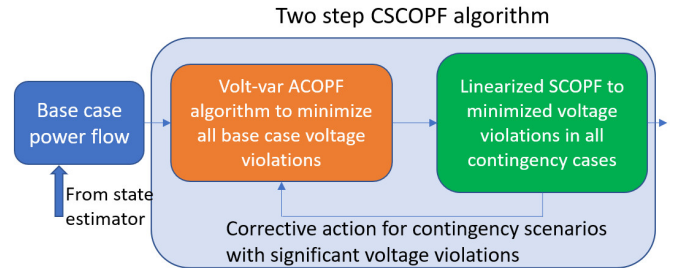 Two step CSCOPF algorithm
Base case
power flow
From state
estimator
Volt-var ACOPF
algorithm to minimize
all base case voltage
violations
Linearized SCOPF to
minimized voltage
violations in all
contingency cases
Corrective action for contingency scenarios
with significant voltage violations